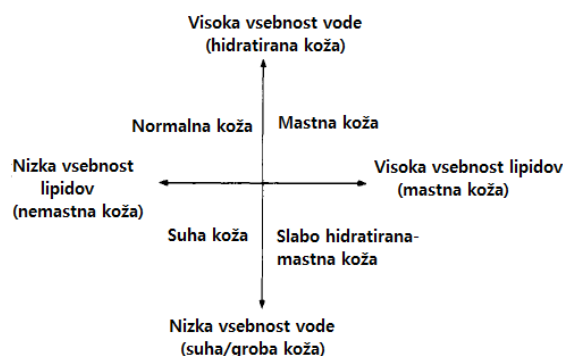 Visoka vsebnost vode
(hidratirana koža)
Normalna koža
Mastna koža
Nizka vsebnost
lipidov
(nemastna koža)
Visoka vsebnost lipidov
(mastna koža)
Suha koža
Slabo hidratirana-
mastna koža
Nizka vsebnost vode
(suha/groba koža)